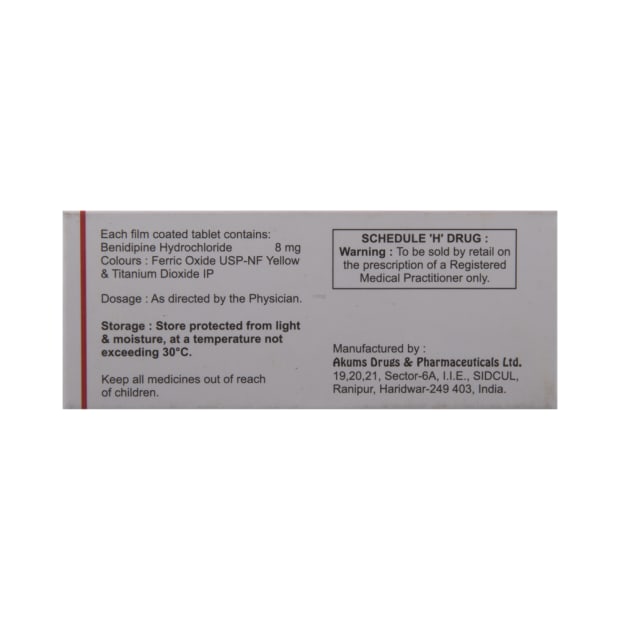 Each film coated tablet contains:
Benidipine Hydrochloride 8 mg
Colours : Ferric Oxide USP-NF Yellow
& Titanium Dioxide IP
Dosage : As directed by the Physician.
Storage : Store protected from light
& moisture, at a temperature not
exceeding 30°C.
Keep all medicines out of reach
of children.
SCHEDULE 'H' DRUG :
Warning : To be sold by retail on
the prescription of a Registered
Medical Practitioner only.
Manufactured by :
Akums Drugs & Pharmaceuticals Ltd.
19,20,21, Sector-6A, I.I.E., SIDCUL,
Ranipur, Haridwar-249 403, India.